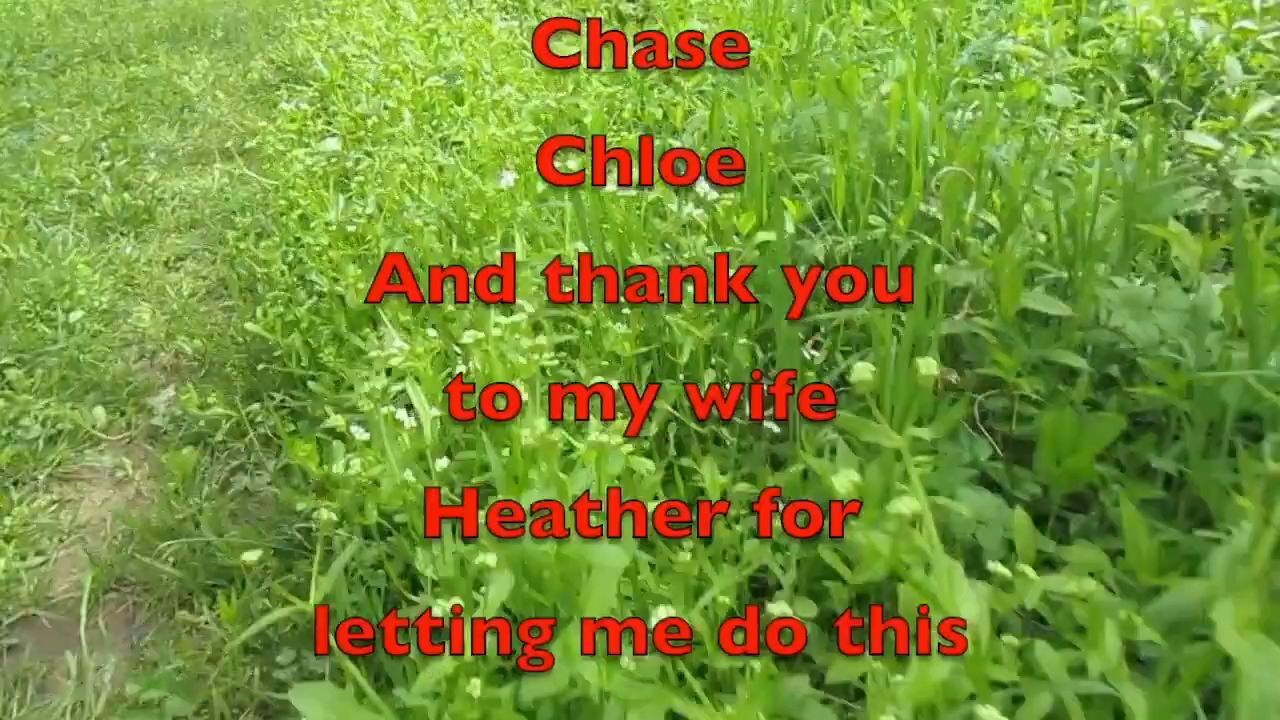 Chase
Chloe
And thank you
to my wife
Heather for
letting me do this